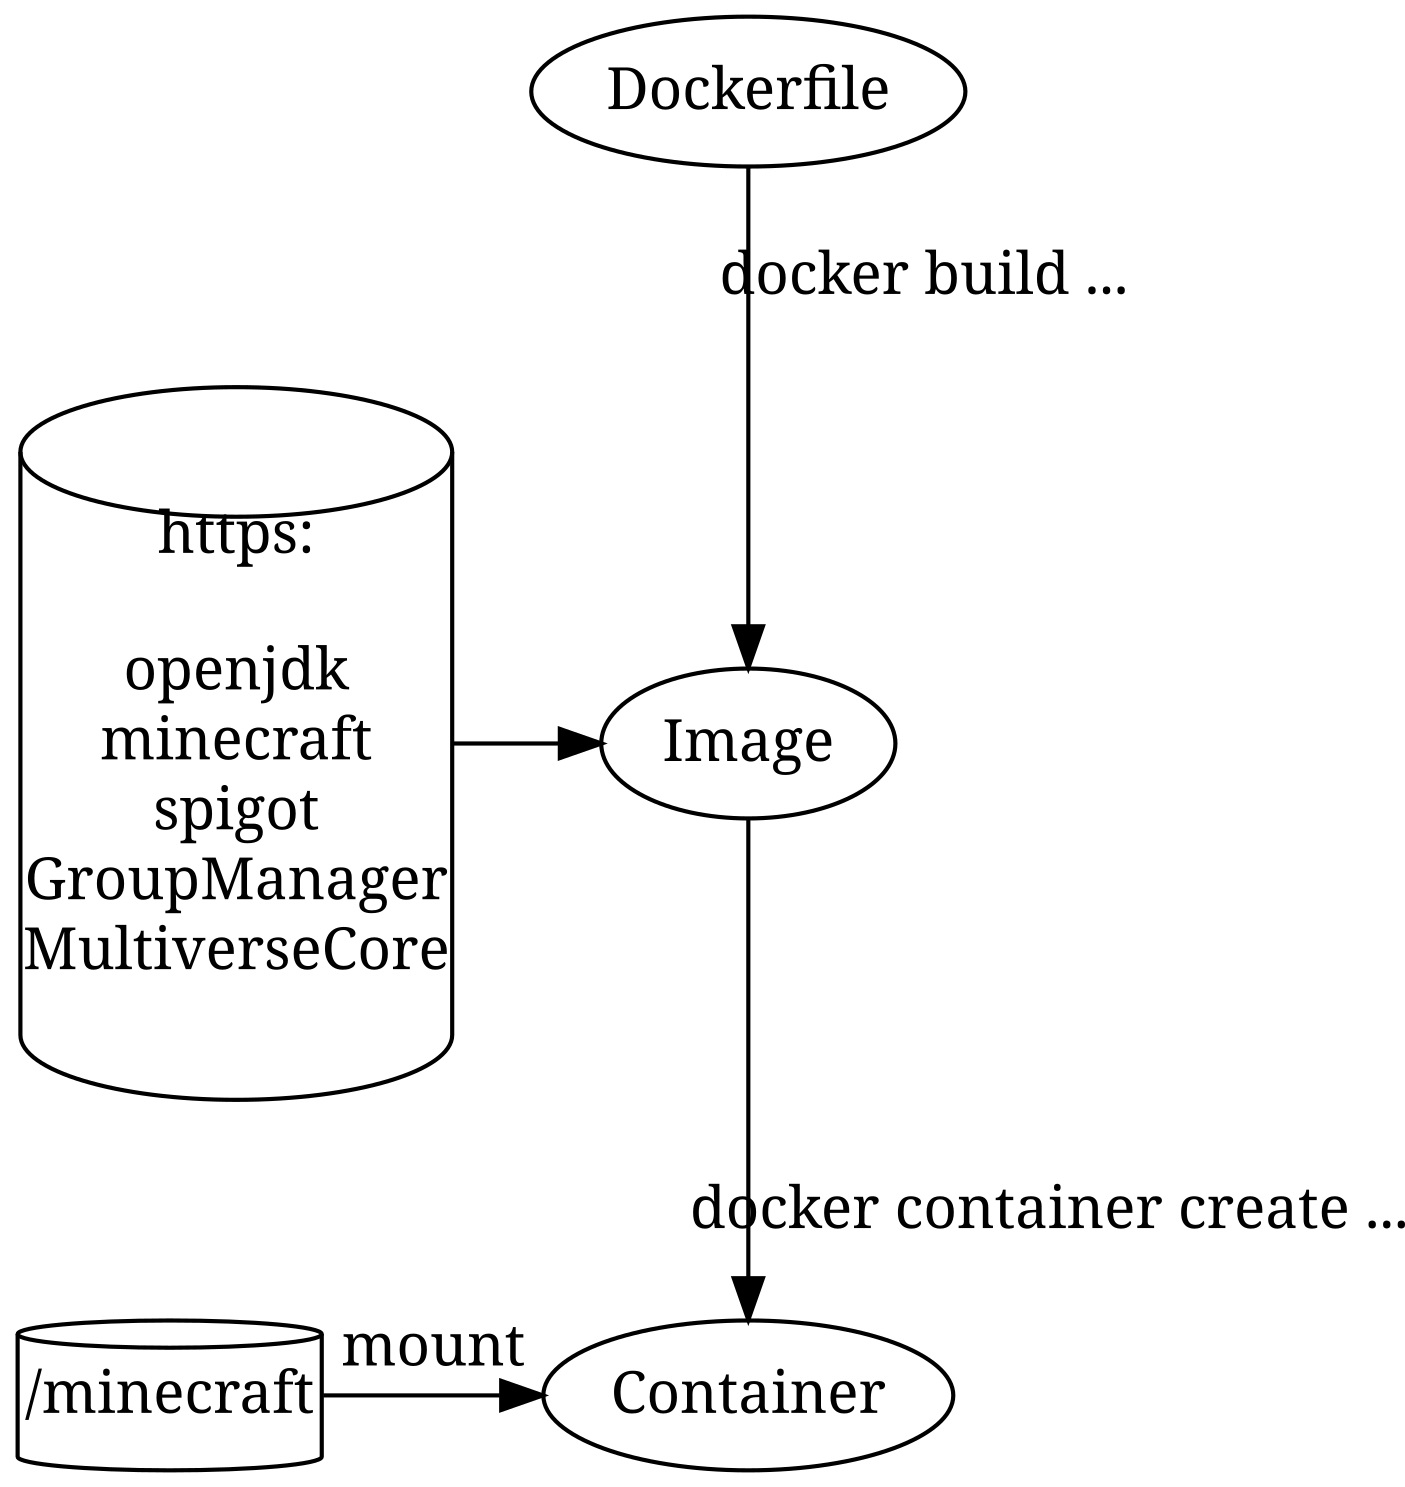 Dockerfile
docker build ...
https:
openjdk
minecraft
spigot
GroupManager
MultiverseCore
Image
docker container create ...
mount
/minecraft
Container